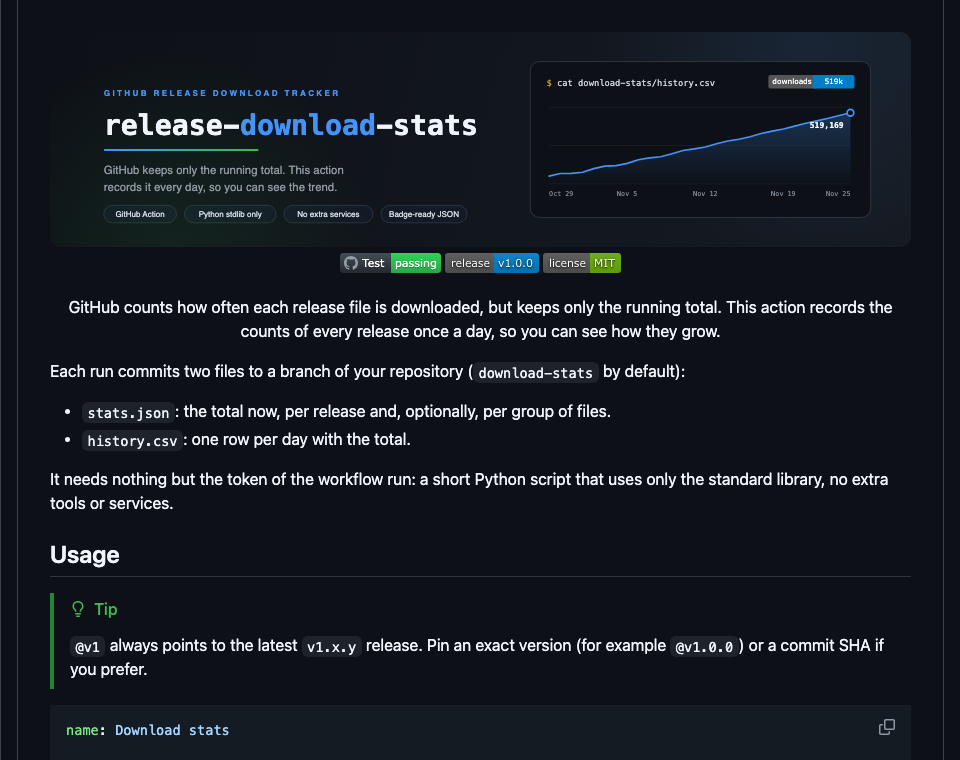 GITHUB RELEASE DOWNLOAD TRACKER
release-download-stats
GitHub keeps only the running total. This action
records it every day, so you can see the trend.
GitHub Action
Python stdlib only
No extra services
Badge-ready JSON
$ cat download-stats/history.csv
downloads 519k
519,169
Oct 29
Nov 5
Nov 12
Nov 19
Nov 25
Test passing
release v1.0.0
license MIT
GitHub counts how often each release file is downloaded, but keeps only the running total. This action records the
counts of every release once a day, so you can see how they grow.
Each run commits two files to a branch of your repository ( download-stats by default):
• stats.json : the total now, per release and, optionally, per group of files.
• history.csv : one row per day with the total.
It needs nothing but the token of the workflow run: a short Python script that uses only the standard library, no extra
tools or services.
Usage
Tip
@v1 always points to the latest v1.x.y release. Pin an exact version (for example @v1.0.0 ) or a commit SHA if
you prefer.
name: Download stats